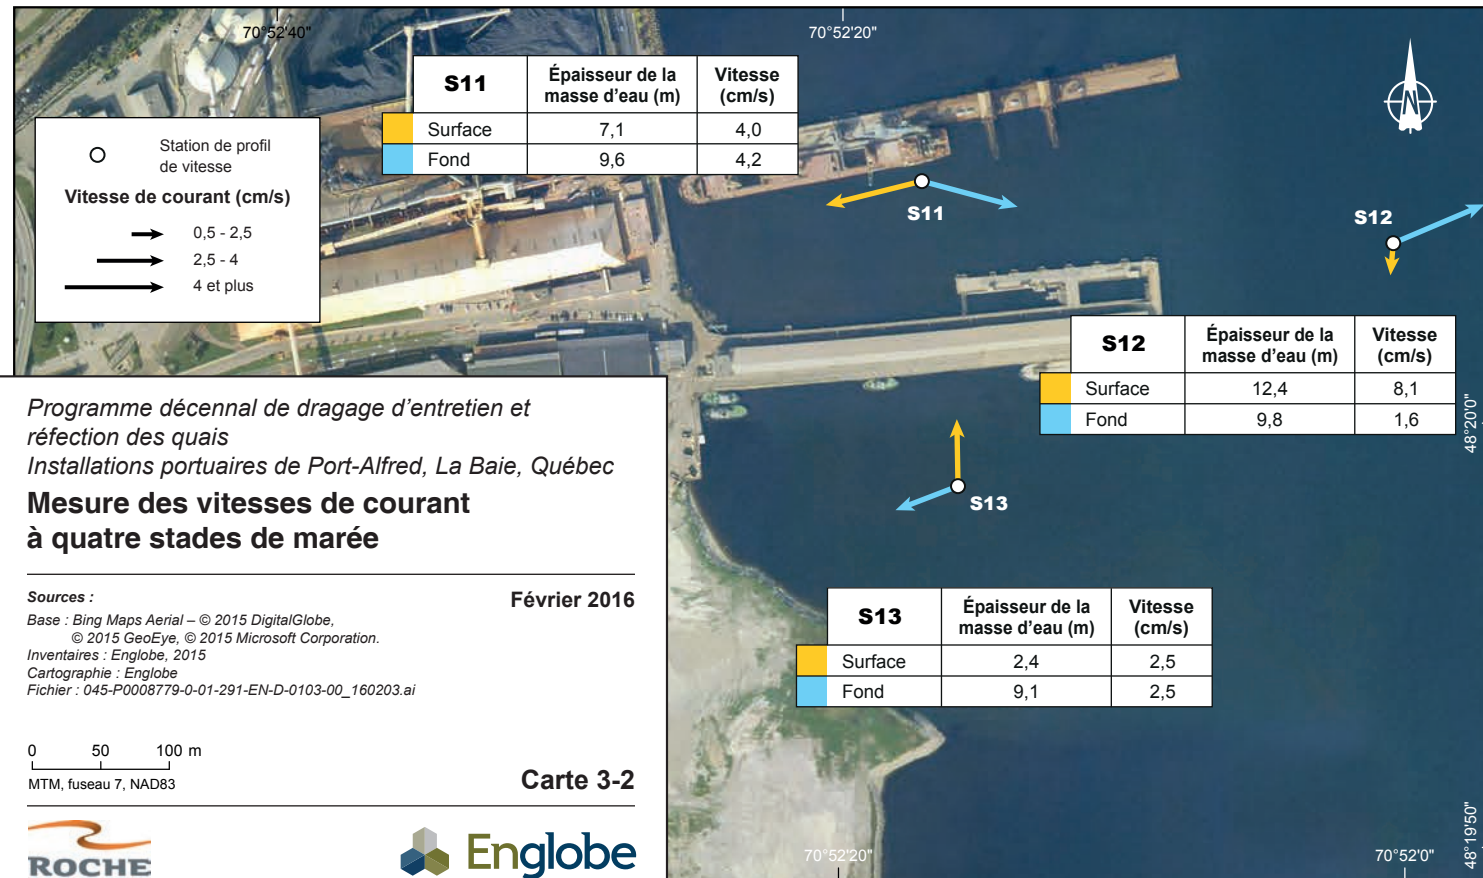 70°52'40"
70°52'20"
S11
Épaisseur de la masse d'eau (m)
Vitesse (cm/s)
Surface 7,1 4,0
Fond 9,6 4,2
Station de profil
de vitesse
Vitesse de courant (cm/s)
0,5 - 2,5
2,5 - 4
4 et plus
N
S11
S12
S12
Épaisseur de la masse d'eau (m)
Vitesse (cm/s)
Surface 12,4 8,1
Fond 9,8 1,6
48°20'0"
S13
Programme décennal de dragage d'entretien et
réfection des quais
Installations portuaires de Port-Alfred, La Baie, Québec
Mesure des vitesses de courant
à quatre stades de marée
Sources :
Février 2016
Base : Bing Maps Aerial – © 2015 DigitalGlobe,
© 2015 GeoEye, © 2015 Microsoft Corporation.
Inventaires : Englobe, 2015
Cartographie : Englobe
Fichier : 045-P0008779-0-01-291-EN-D-0103-00_160203.ai
S13
Épaisseur de la masse d'eau (m)
Vitesse (cm/s)
Surface 2,4 2,5
Fond 9,1 2,5
0 50 100 m
MTM, fuseau 7, NAD83
Carte 3-2
ROCHE
Englobe
70°52'20"
70°52'0"
48°19'50"